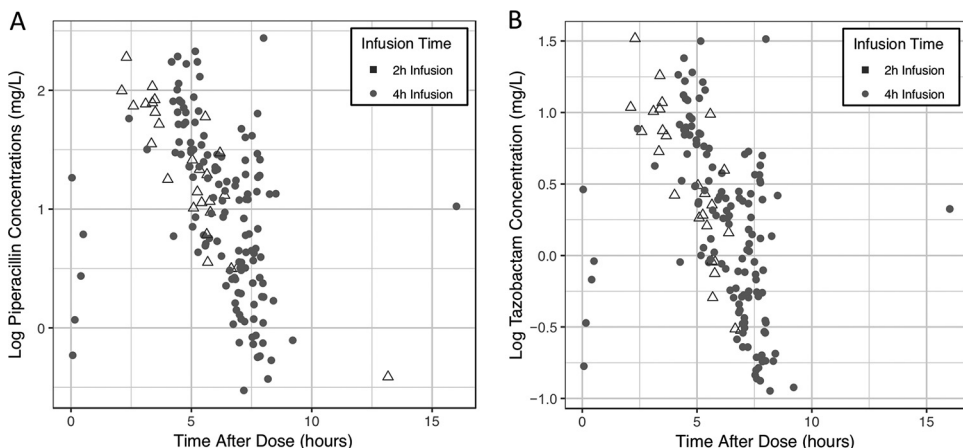 A
Log Piperacillin Concentrations (mg/L)
2
1
0
0
5
10
15
Time After Dose (hours)
Infusion Time
2h Infusion
4h Infusion
B
Log Tazobactam Concentration (mg/L)
1.5
1.0
0.5
0.0
−0.5
−1.0
0
5
10
15
Time After Dose (hours)
Infusion Time
2h Infusion
4h Infusion